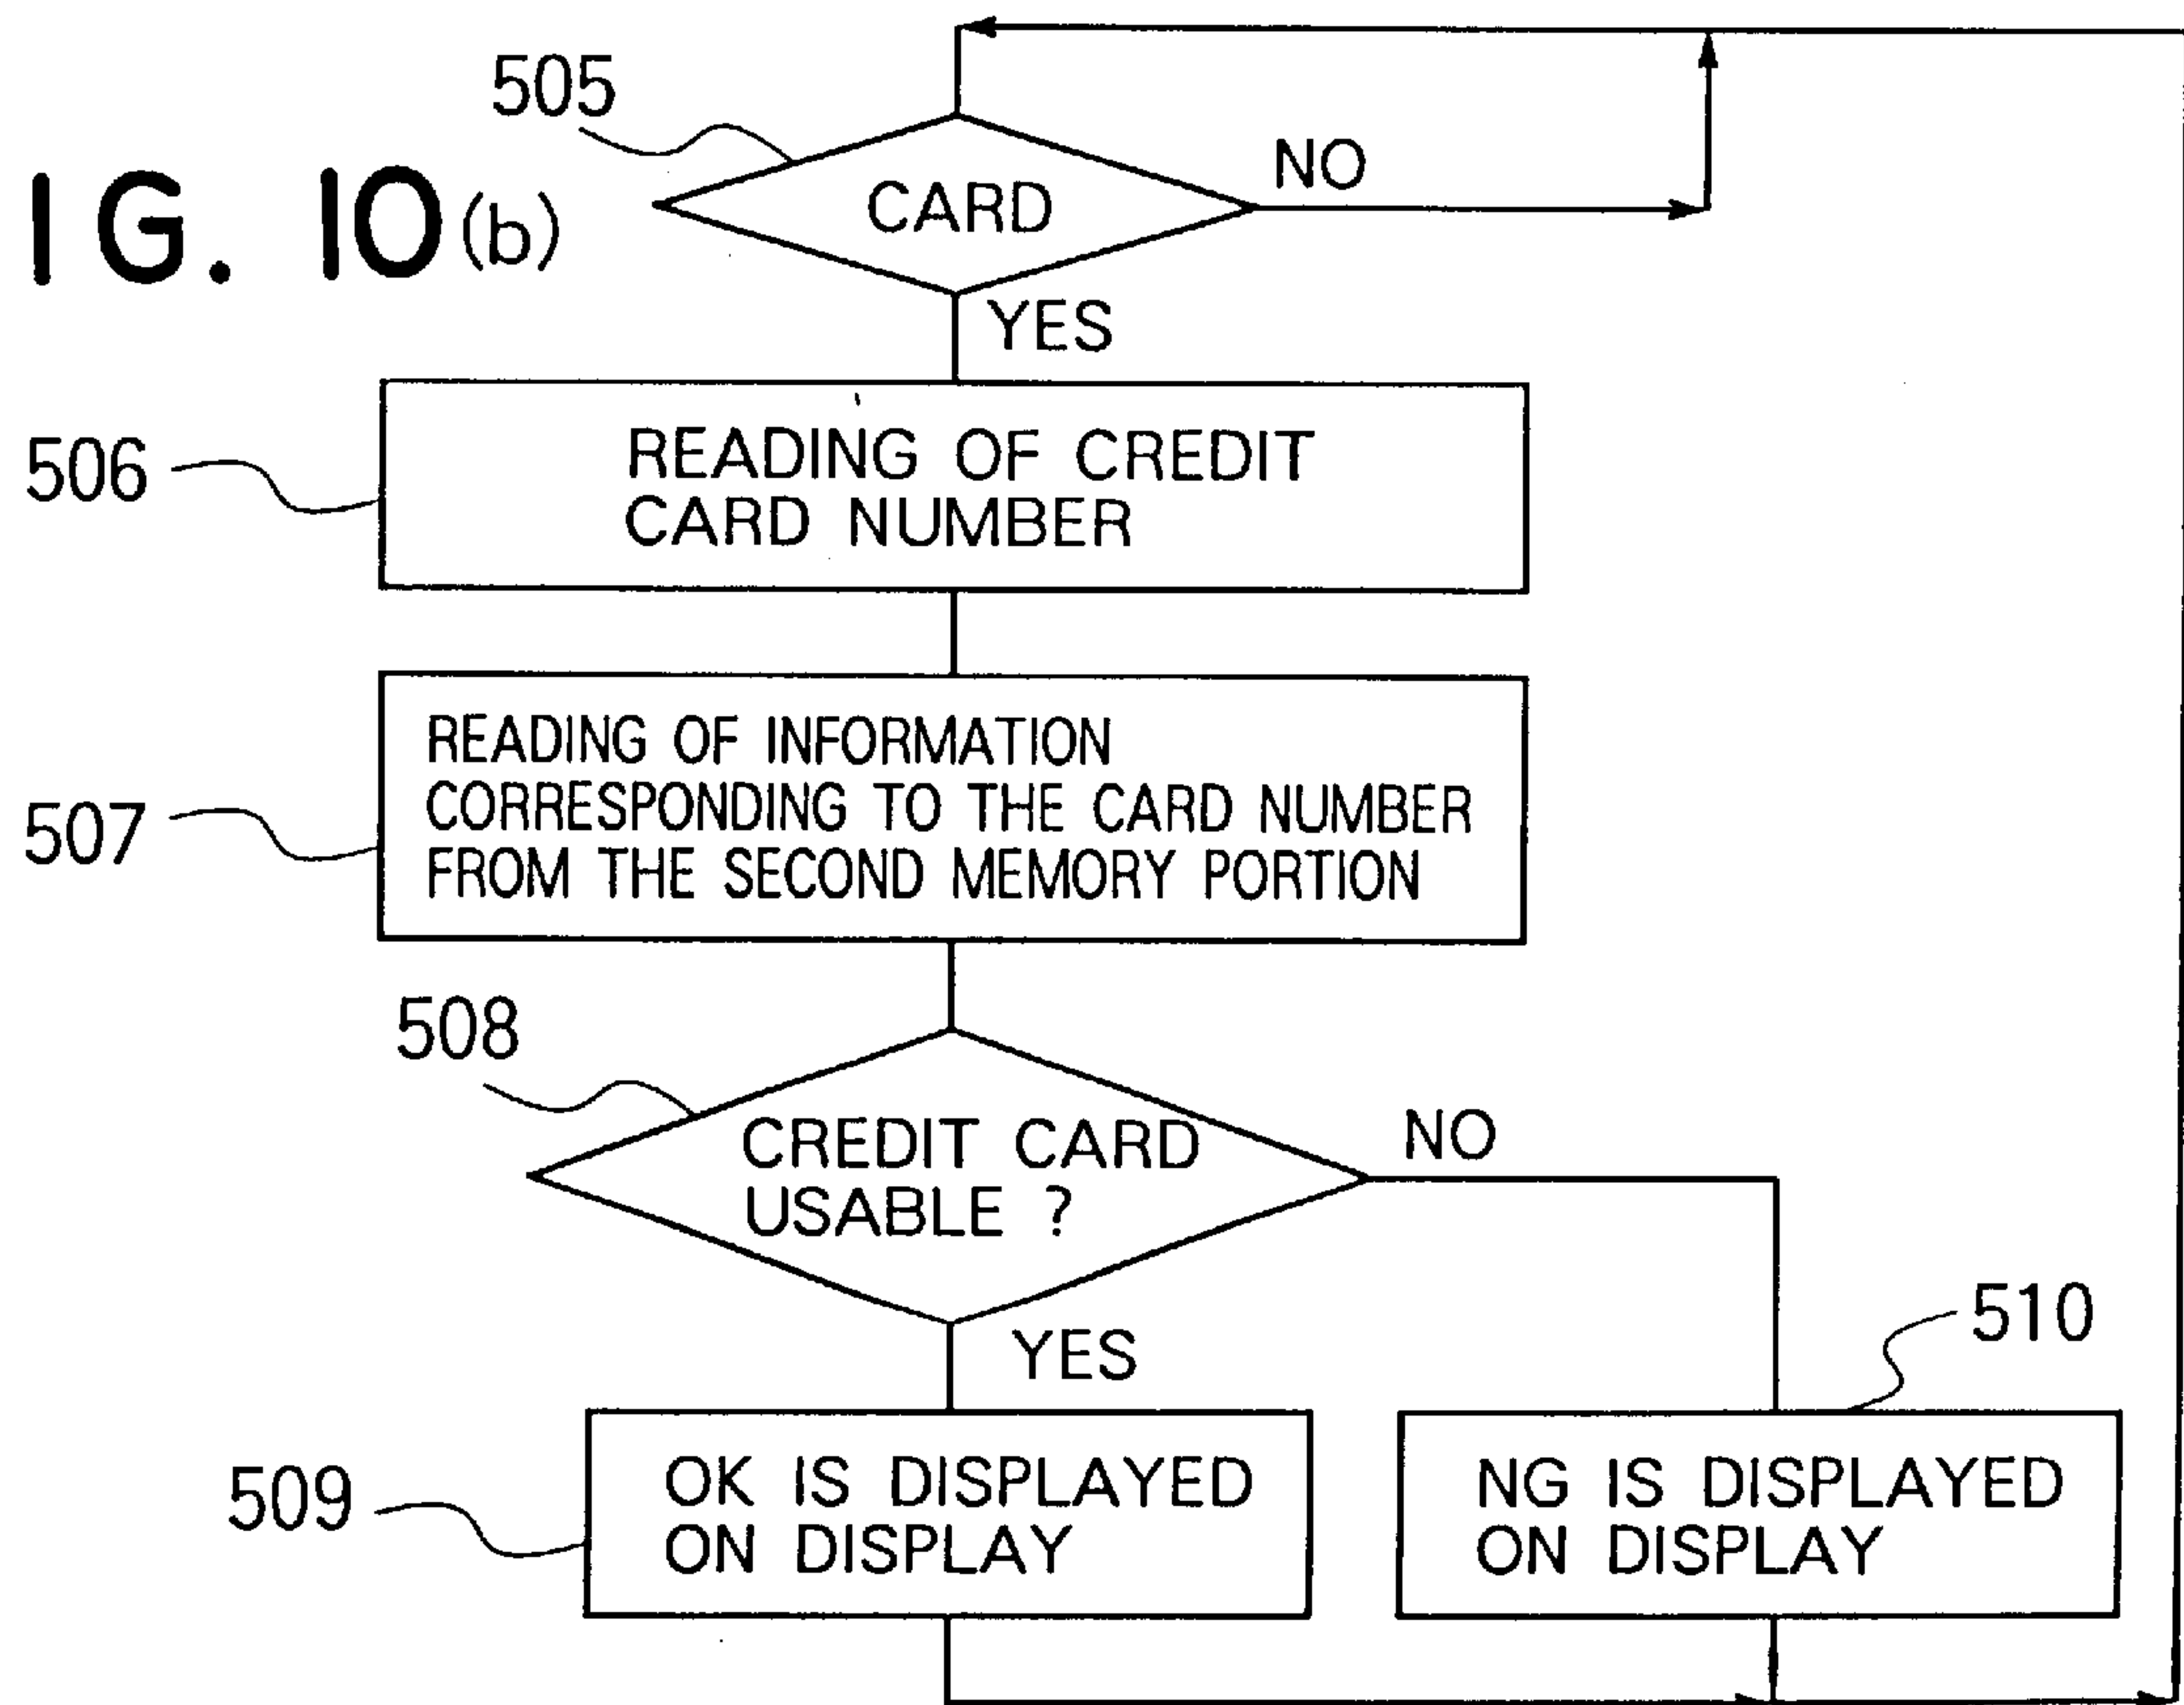 505
IG. 10(b)
CARD
NO
YES
506
READING OF CREDIT
CARD NUMBER
507
READING OF INFORMATION
CORRESPONDING TO THE CARD NUMBER
FROM THE SECOND MEMORY PORTION
508
CREDIT CARD
USABLE ?
NO
YES
510
509
OK IS DISPLAYED
ON DISPLAY
NG IS DISPLAYED
ON DISPLAY